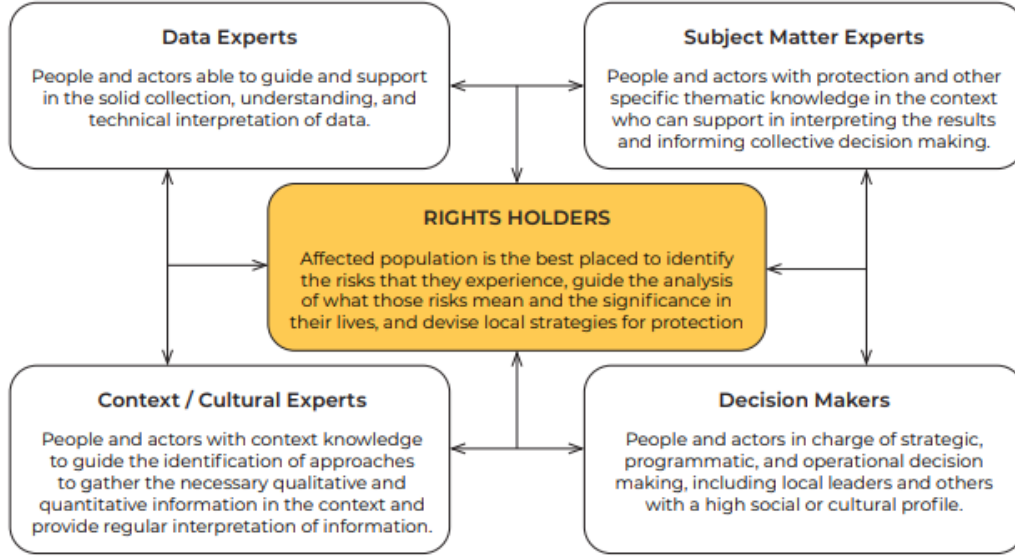 Data Experts
People and actors able to guide and support
in the solid collection, understanding, and
technical interpretation of data.
Subject Matter Experts
People and actors with protection and other
specific thematic knowledge in the context
who can support in interpreting the results
and informing collective decision making.
RIGHTS HOLDERS
Affected population is the best placed to identify
the risks that they experience, guide the analysis
of what those risks mean and the significance in
their lives, and devise local strategies for protection
Context / Cultural Experts
People and actors with context knowledge
to guide the identification of approaches
to gather the necessary qualitative and
quantitative information in the context and
provide regular interpretation of information.
Decision Makers
People and actors in charge of strategic,
programmatic, and operational decision
making, including local leaders and others
with a high social or cultural profile.